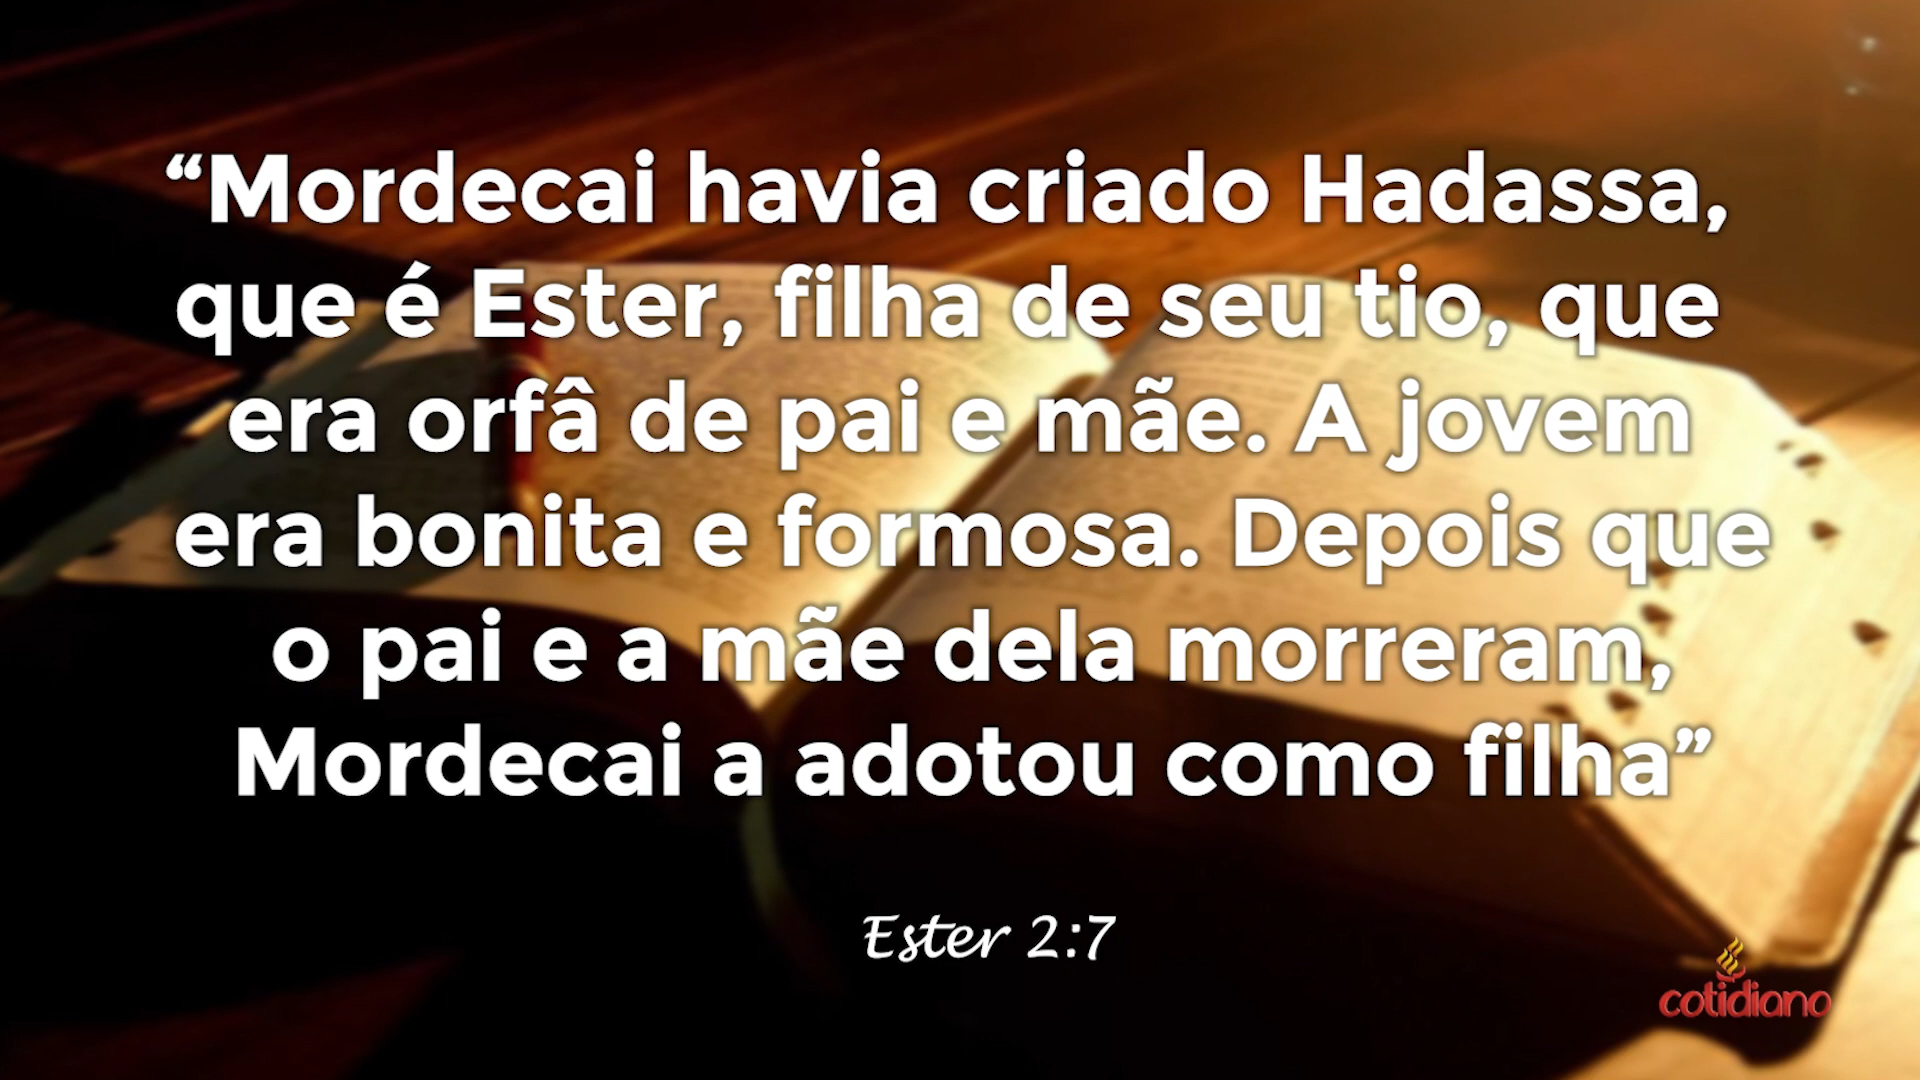 “Mordecai havia criado Hadassa,
que é Ester, filha de seu tio, que
era orfâ de pai e mãe. A jovem
era bonita e formosa. Depois que
o pai e a mãe dela morreram,
Mordecai a adotou como filha”
Ester 2:7
cotidiano